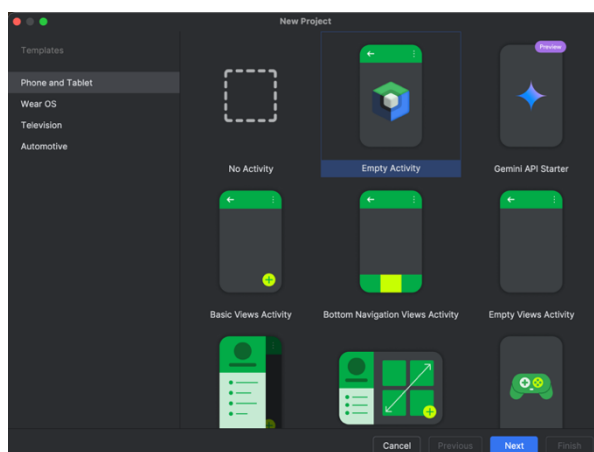 New Project
Templates
Phone and Tablet
Wear OS
Television
Automotive
Preview
No Activity
Empty Activity
Gemini API Starter
Basic Views Activity
Bottom Navigation Views Activity
Empty Views Activity
Cancel
Previous
Next
Finish